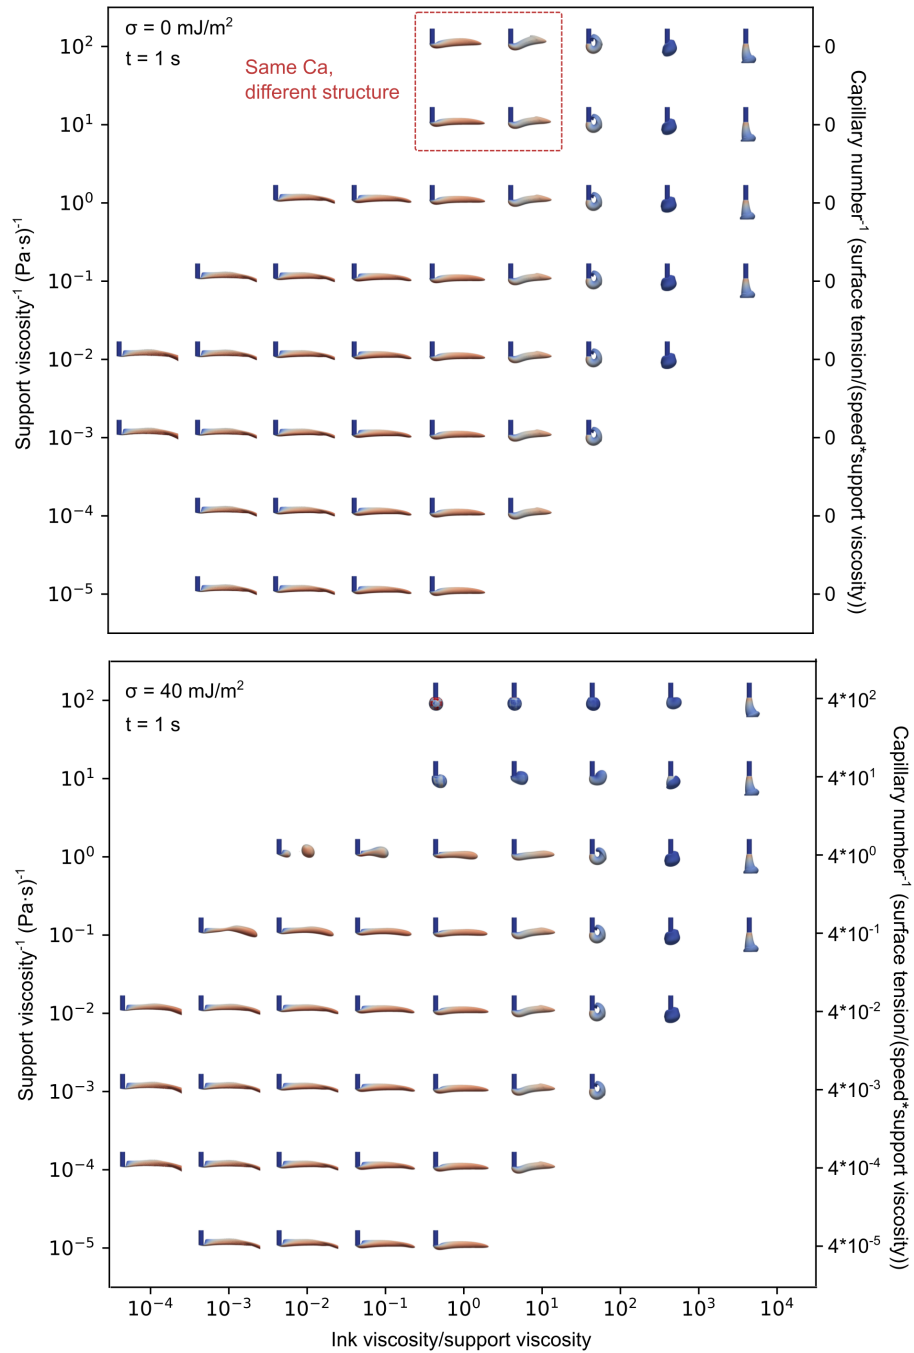 σ = 0 mJ/m²
t = 1 s
Same Ca,
different structure
Support viscosity⁻¹ (Pa·s)⁻¹
10²
10¹
10⁰
10⁻¹
10⁻²
10⁻³
10⁻⁴
10⁻⁵
0
0
0
0
0
0
0
0
Capillary number⁻¹ (surface tension/(speed*support viscosity))
σ = 40 mJ/m²
t = 1 s
Support viscosity⁻¹ (Pa·s)⁻¹
10²
10¹
10⁰
10⁻¹
10⁻²
10⁻³
10⁻⁴
10⁻⁵
4*10²
4*10¹
4*10⁰
4*10⁻¹
4*10⁻²
4*10⁻³
4*10⁻⁴
4*10⁻⁵
Capillary number⁻¹ (surface tension/(speed*support viscosity))
10⁻⁴ 10⁻³ 10⁻² 10⁻¹ 10⁰ 10¹ 10² 10³ 10⁴
Ink viscosity/support viscosity